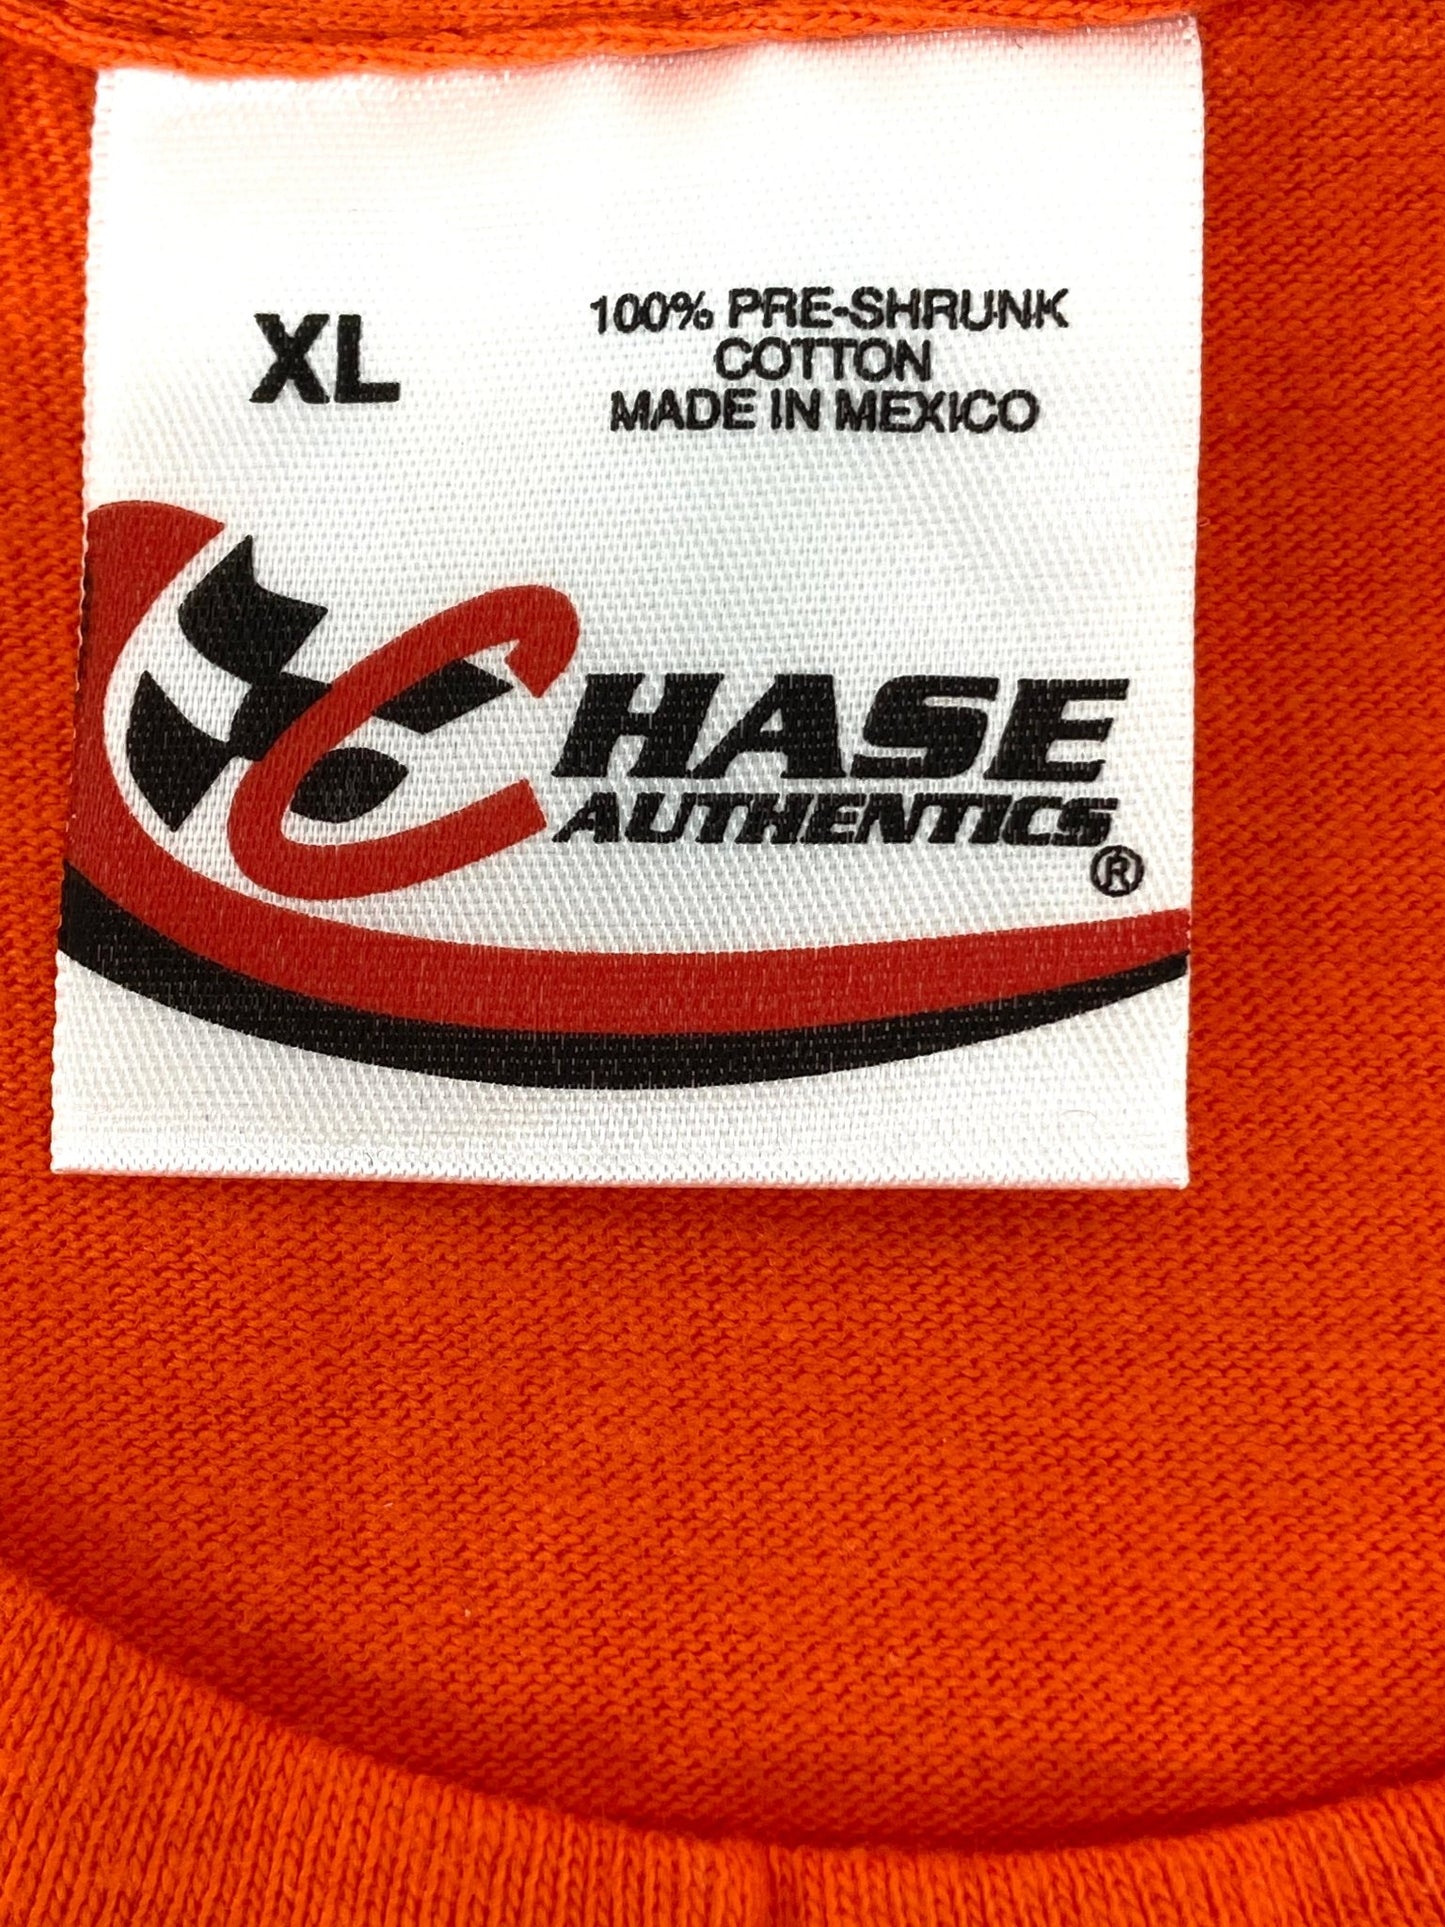 XL
100% PRE-SHRUNK
COTTON
MADE IN MEXICO
CHASE
AUTHENTICS
®